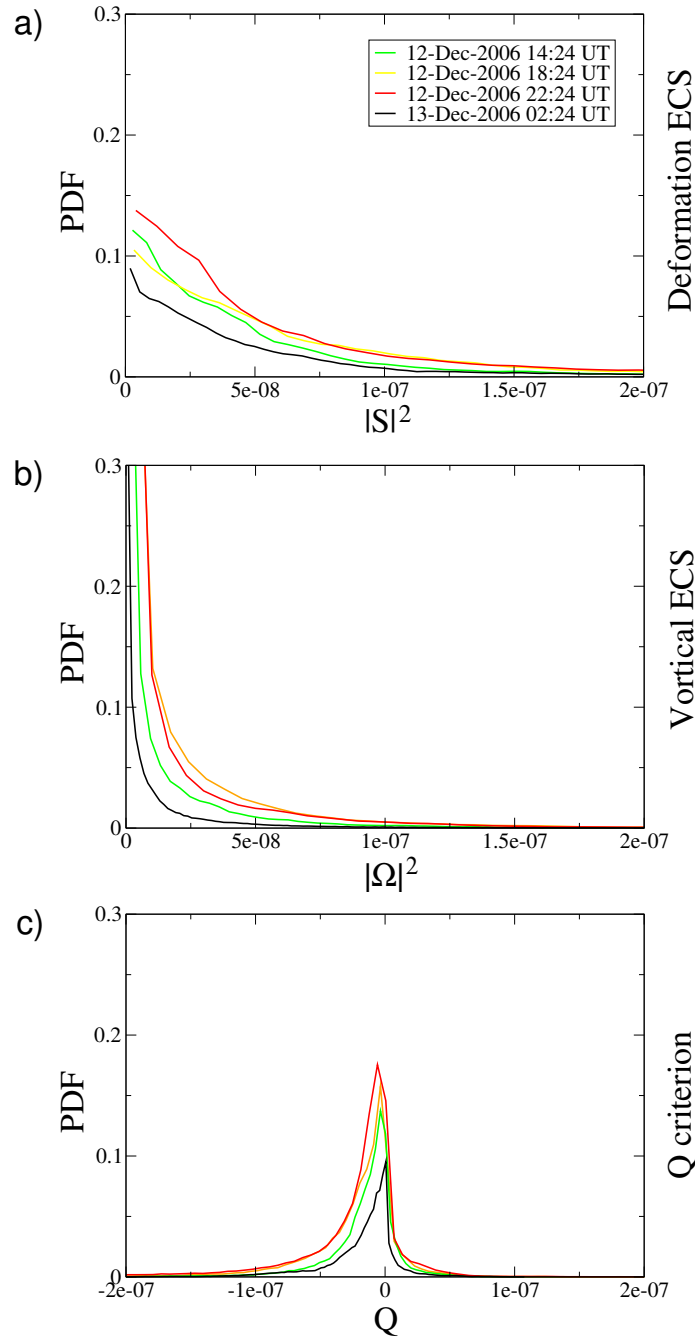 a)
0.3
12-Dec-2006 14:24 UT
12-Dec-2006 18:24 UT
12-Dec-2006 22:24 UT
13-Dec-2006 02:24 UT
0.2
PDF
Deformation ECS
0.1
0
0 5e-08 1e-07 1.5e-07 2e-07
|S|²
b)
0.3
0.2
PDF
Vortical ECS
0.1
0
0 5e-08 1e-07 1.5e-07 2e-07
|Ω|²
c)
0.3
0.2
PDF
Q criterion
0.1
0
-2e-07 -1e-07 0 1e-07 2e-07
Q